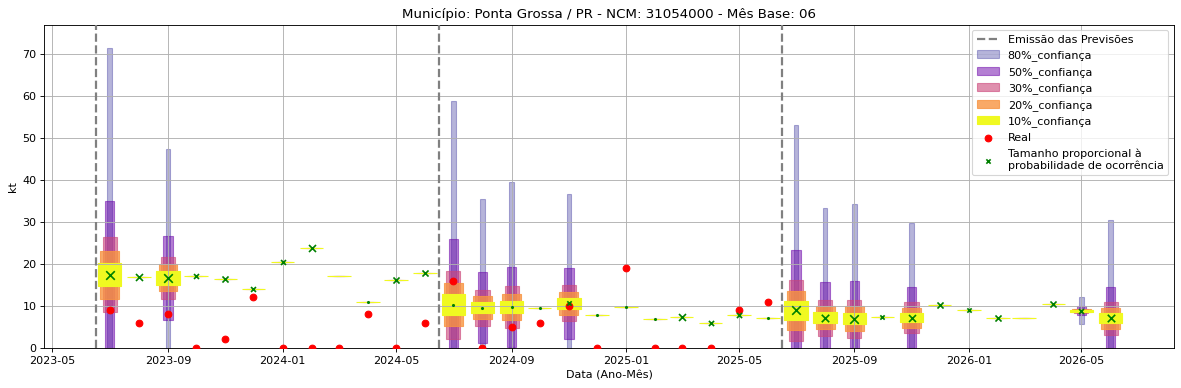 Município: Ponta Grossa / PR - NCM: 31054000 - Mês Base: 06
kt
70
60
50
40
30
20
10
0
Emissão das Previsões
80%_confiança
50%_confiança
30%_confiança
20%_confiança
10%_confiança
Real
Tamanho proporcional à
probabilidade de ocorrência
2023-05 2023-09 2024-01 2024-05 2024-09 2025-01 2025-05 2025-09 2026-01 2026-05
Data (Ano-Mês)